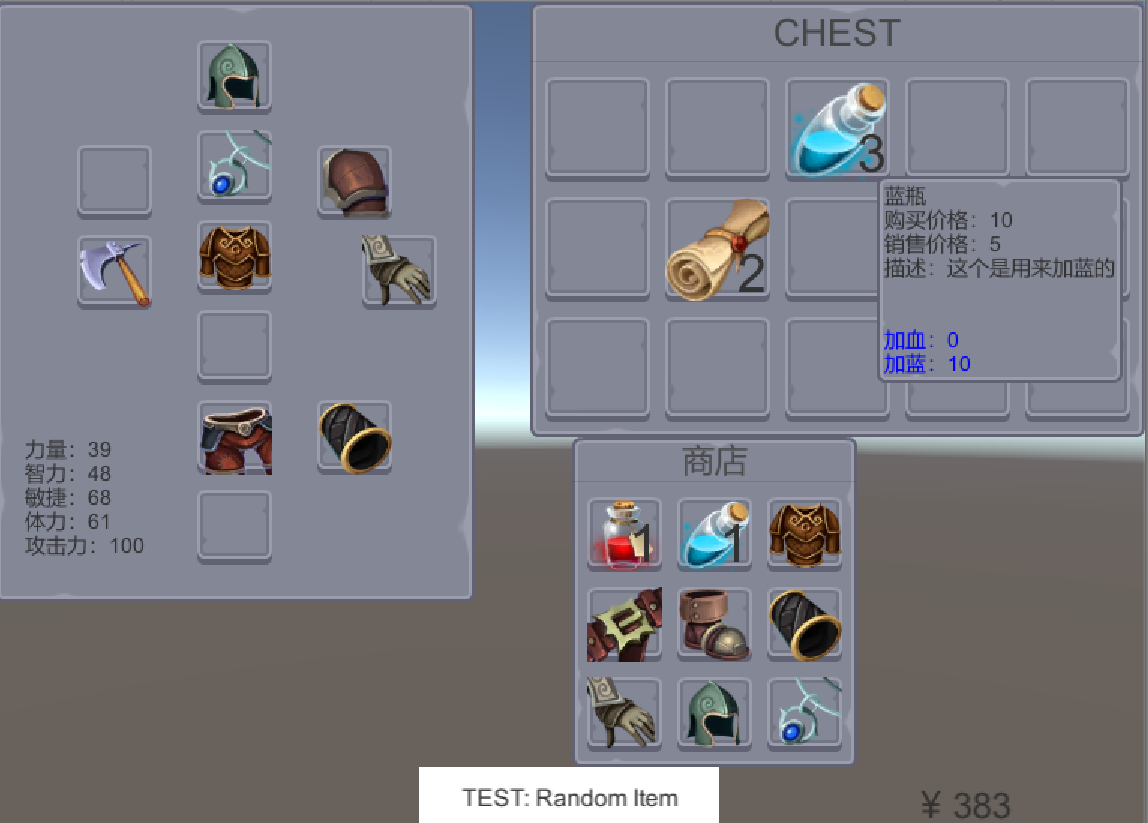 CHEST
3
蓝瓶
购买价格：10
销售价格：5
描述：这个是用来加蓝的
2
加血：0
加蓝：10
力量：39
智力：48
敏捷：68
体力：61
攻击力：100
商店
1
1
TEST: Random Item
¥ 383